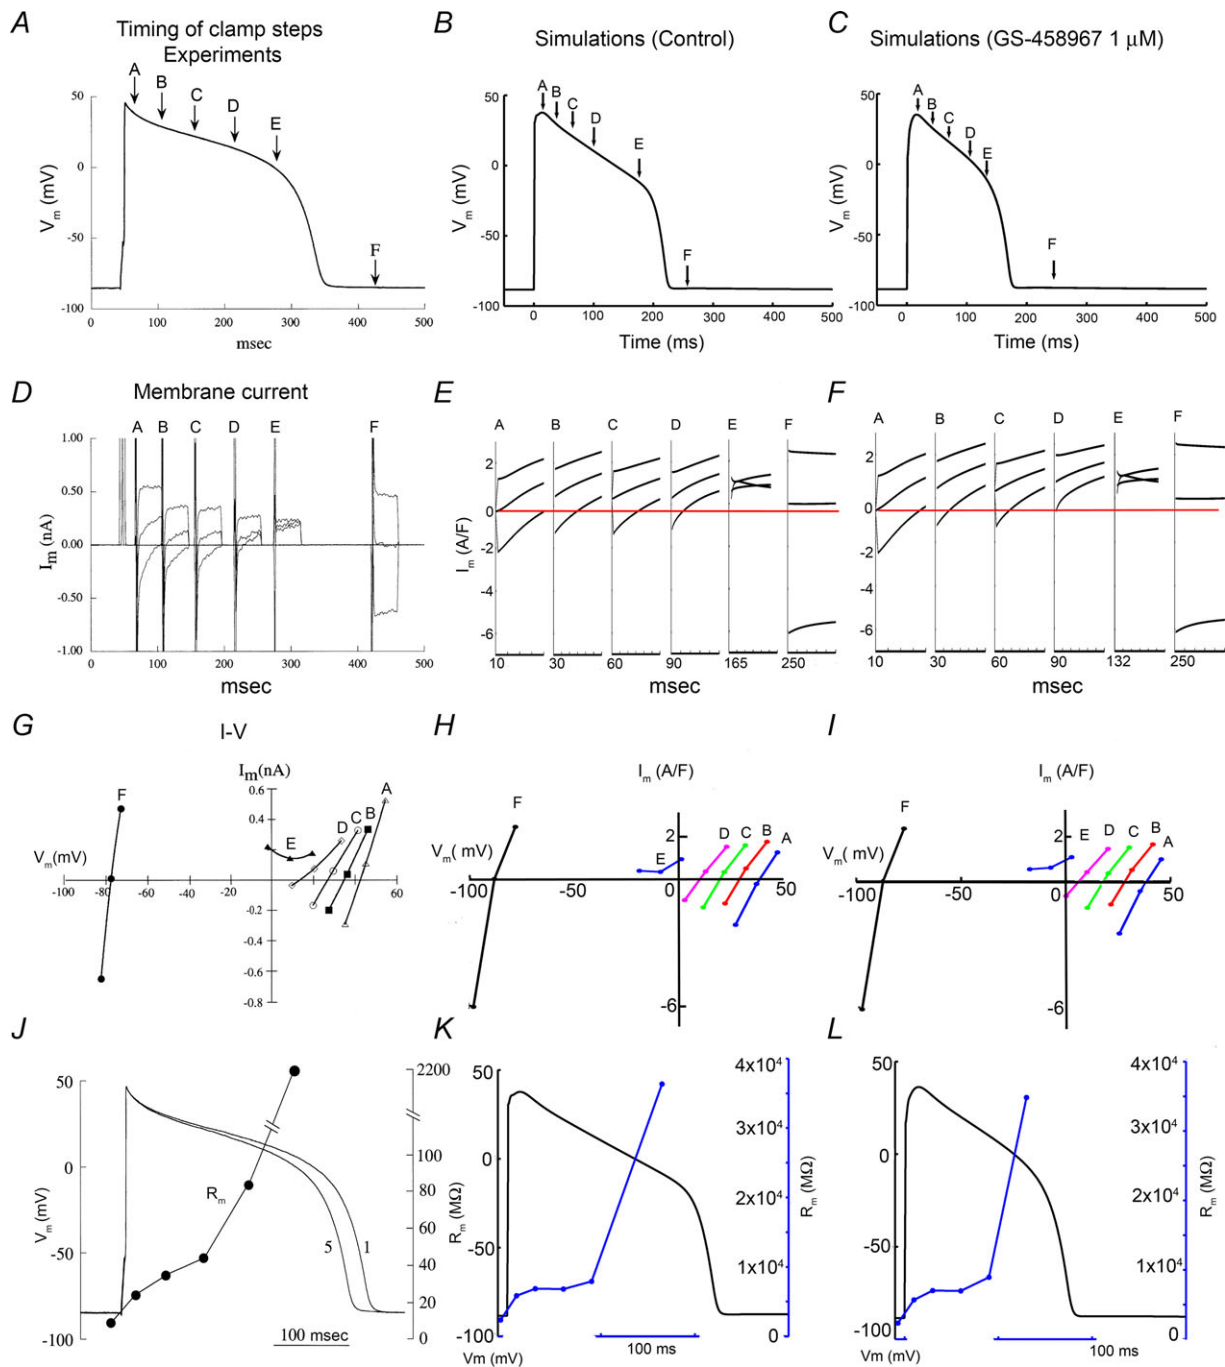 A
Timing of clamp steps
Experiments
B
Simulations (Control)
C
Simulations (GS-458967 1 µM)
A B C D E F
50
0
-50
-100
Vm (mV)
0 100 200 300 400 500
msec
A B C D E F
50
0
-50
-100
Vm (mV)
0 100 200 300 400 500
Time (ms)
A B C D E F
50
0
-50
-100
Vm (mV)
0 100 200 300 400 500
Time (ms)
D
Membrane current
E
F
A B C D E F
1.00
0.50
0.00
-0.50
-1.00
Im (nA)
0 100 200 300 400 500
msec
A B C D E F
2
0
-2
-4
-6
Im (A/F)
10 30 60 90 165 250
msec
A B C D E F
2
0
-2
-4
-6
10 30 60 90 132 250
msec
G
I-V
H
I
Im(nA)
0.6
0.4
-0.2
-0.4
-0.6
-0.8
Vm(mV)
-100 -80 -60 -40 -20 20 60
F E D C B A
Im (A/F)
2
-6
Vm( mV)
-100 -50 0 50
F E D C B A
Im (A/F)
2
-6
Vm( mV)
-100 -50 0 50
F E D C B A
J
K
L
50
0
-50
-100
Vm (mV)
Rm
5 1
2200
100
80
60
40
20
0
Rm (MΩ)
100 msec
50
0
-50
-100
4x10⁴
3x10⁴
2x10⁴
1x10⁴
0
Rm (MΩ)
Vm (mV)
100 ms
50
0
-50
-100
4x10⁴
3x10⁴
2x10⁴
1x10⁴
0
Rm (MΩ)
Vm (mV)
100 ms